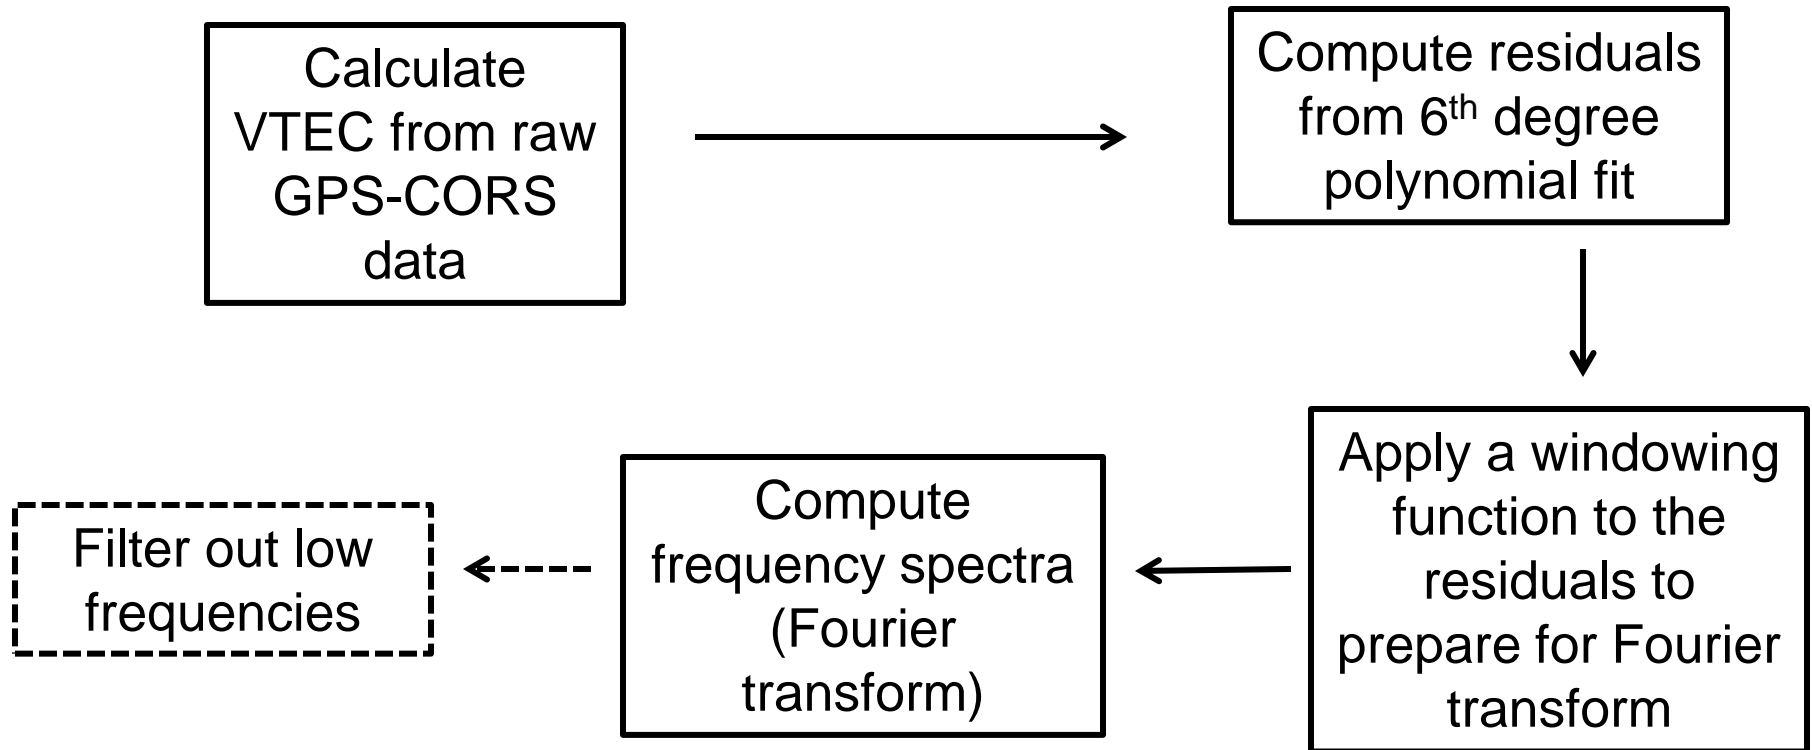 Calculate
VTEC from raw
GPS-CORS
data
Compute residuals
from 6th degree
polynomial fit
Apply a windowing
function to the
residuals to
prepare for Fourier
transform
Compute
frequency spectra
(Fourier
transform)
Filter out low
frequencies